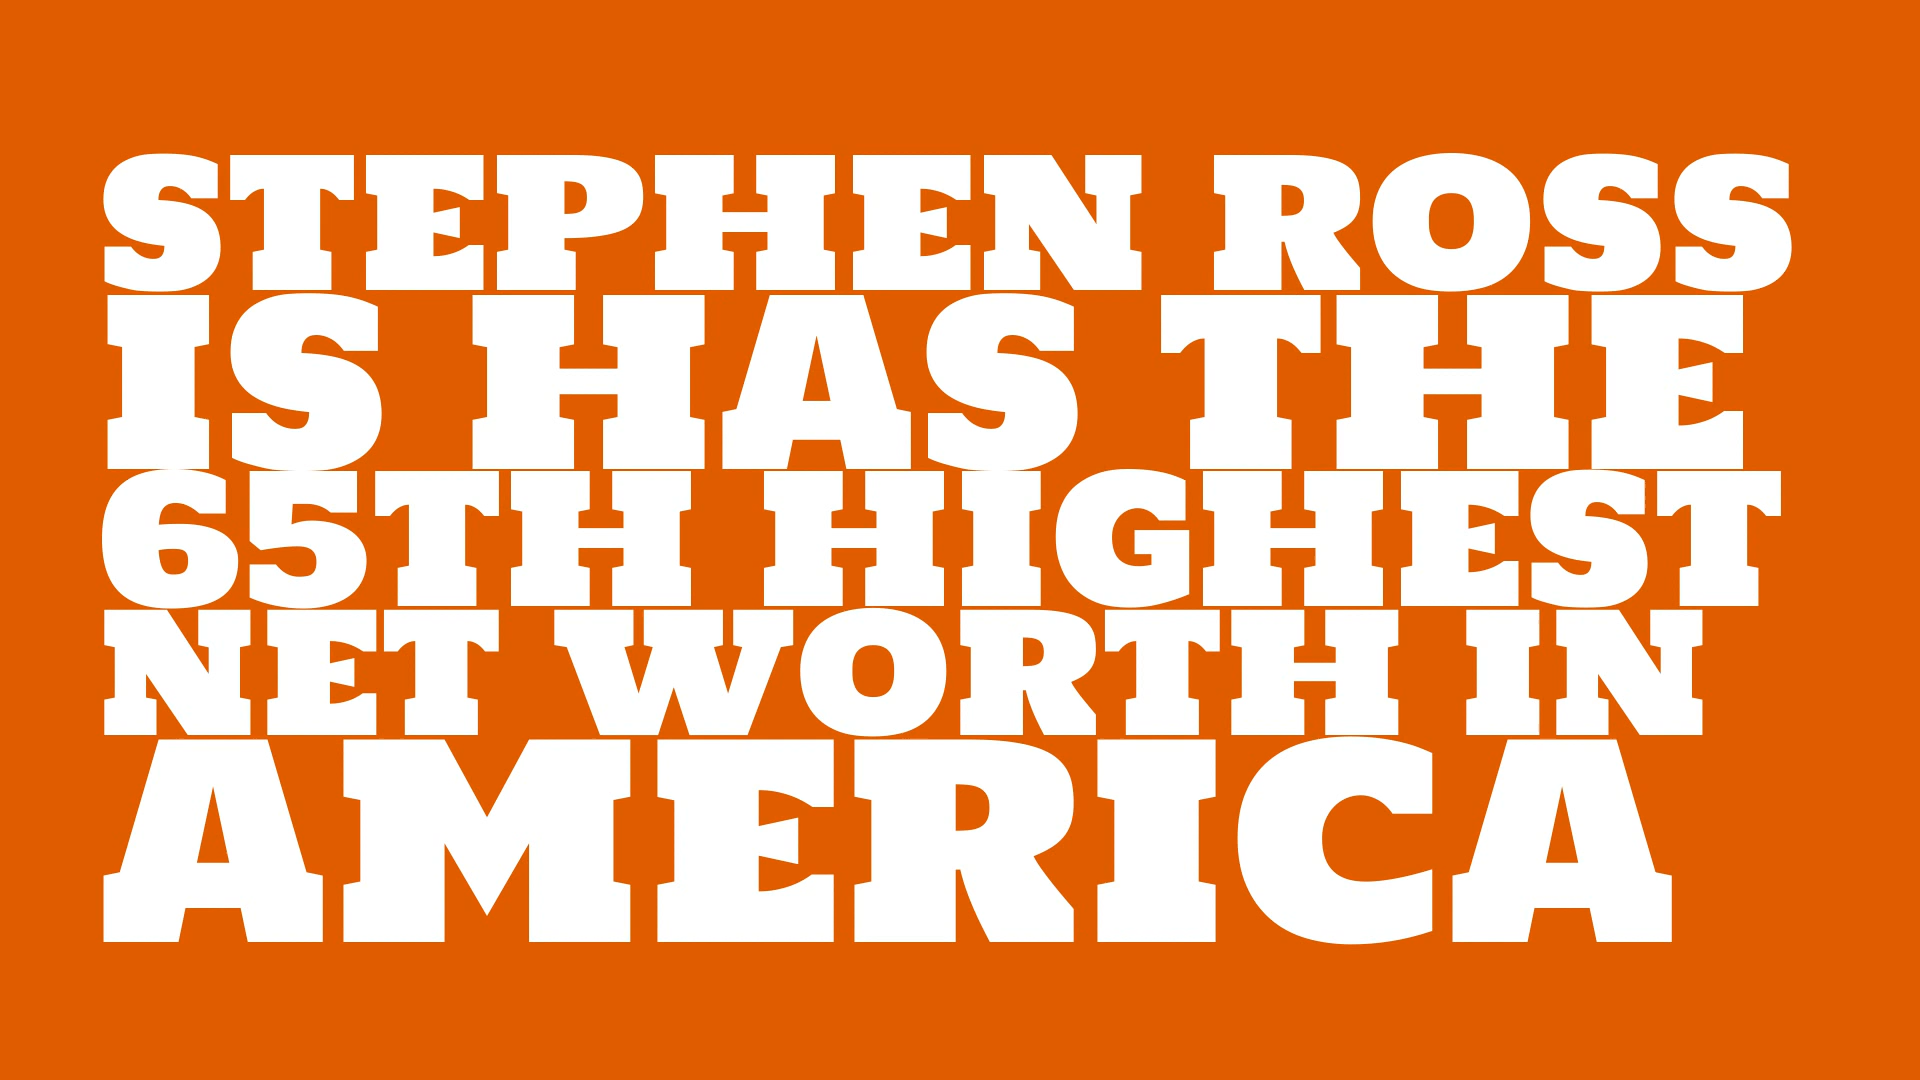 STEPHEN ROSS
IS HAS THE
65TH HIGHEST
NET WORTH IN
AMERICA